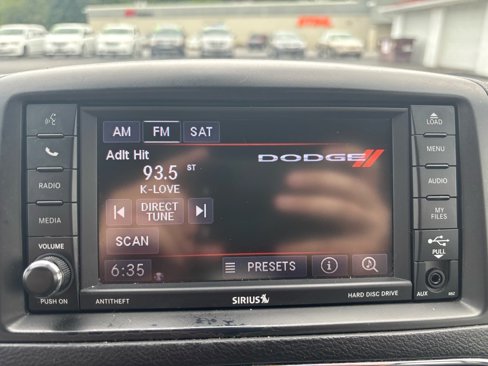 AM FM SAT
Adlt Hit
93.5 ST
K-LOVE
DIRECT
TUNE
SCAN
6:35
PRESETS
DODGE
RADIO
MEDIA
VOLUME
PUSH ON
ANTITHEFT
SIRIUS
HARD DISC DRIVE
LOAD
MENU
AUDIO
MY
FILES
PULL
AUX